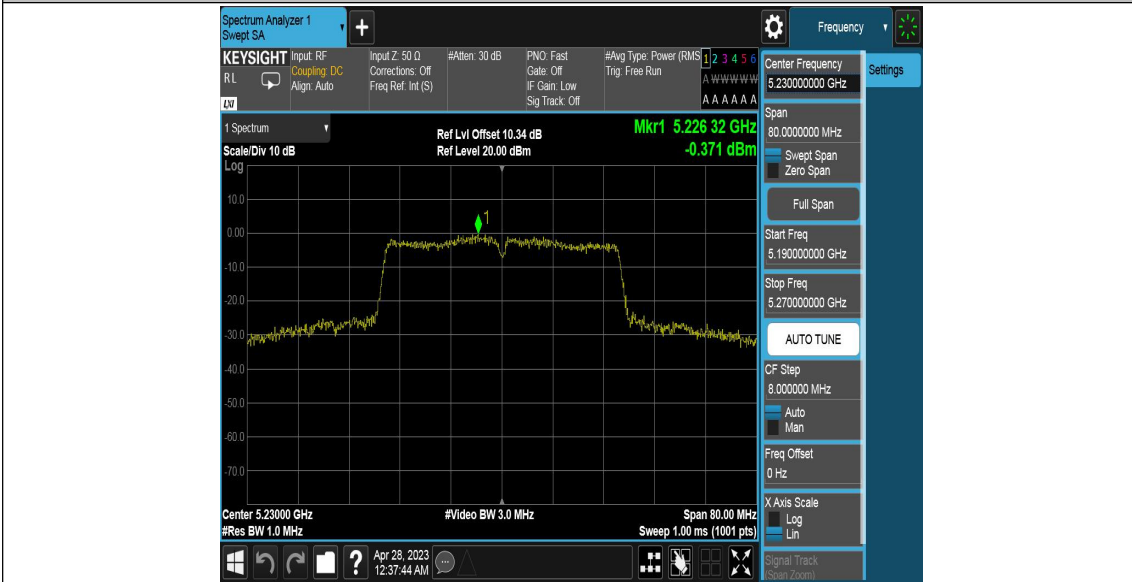 Spectrum Analyzer 1
Swept SA
Frequency
KEYSIGHT
R L
LXI
Input: RF
Coupling: DC
Align: Auto
Input Z: 50 Ω
Corrections: Off
Freq Ref: Int (S)
#Atten: 30 dB
PNO: Fast
Gate: Off
IF Gain: Low
Sig Track: Off
#Avg Type: Power (RMS
Trig: Free Run
1 2 3 4 5 6
A W W W W W
A A A A A A
Center Frequency
5.230000000 GHz
Settings
Span
80.0000000 MHz
Swept Span
Zero Span
Full Span
Start Freq
5.190000000 GHz
Stop Freq
5.270000000 GHz
AUTO TUNE
CF Step
8.000000 MHz
Auto
Man
Freq Offset
0 Hz
X Axis Scale
Log
Lin
Signal Track
(Span Zoom)
1 Spectrum
Scale/Div 10 dB
Log
Ref Lvl Offset 10.34 dB
Ref Level 20.00 dBm
Mkr1 5.226 32 GHz
-0.371 dBm
10.0
0.00
-10.0
-20.0
-30.0
-40.0
-50.0
-60.0
-70.0
1
Center 5.23000 GHz
#Res BW 1.0 MHz
#Video BW 3.0 MHz
Span 80.00 MHz
Sweep 1.00 ms (1001 pts)
?
Apr 28, 2023
12:37:44 AM